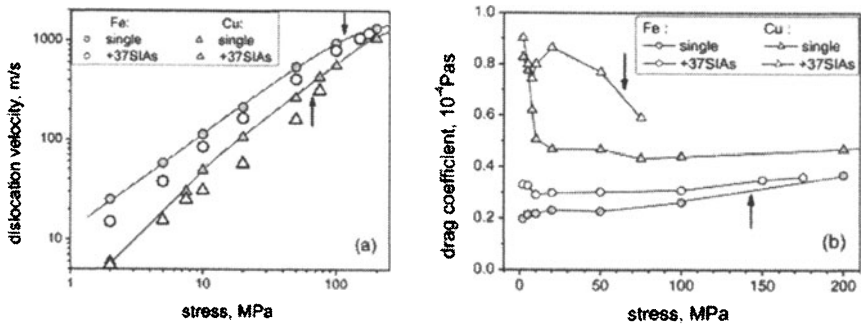 Fe: Cu:
single single
+37SIAs +37SIAs
dislocation velocity, m/s
1000
100
10
1 10 100
stress, MPa
(a)
Fe : Cu :
single single
+37SIAs +37SIAs
drag coefficient, 10⁻⁴Pas
1.0
0.8
0.6
0.4
0.2
0.0
0 50 100 150 200
stress, MPa
(b)